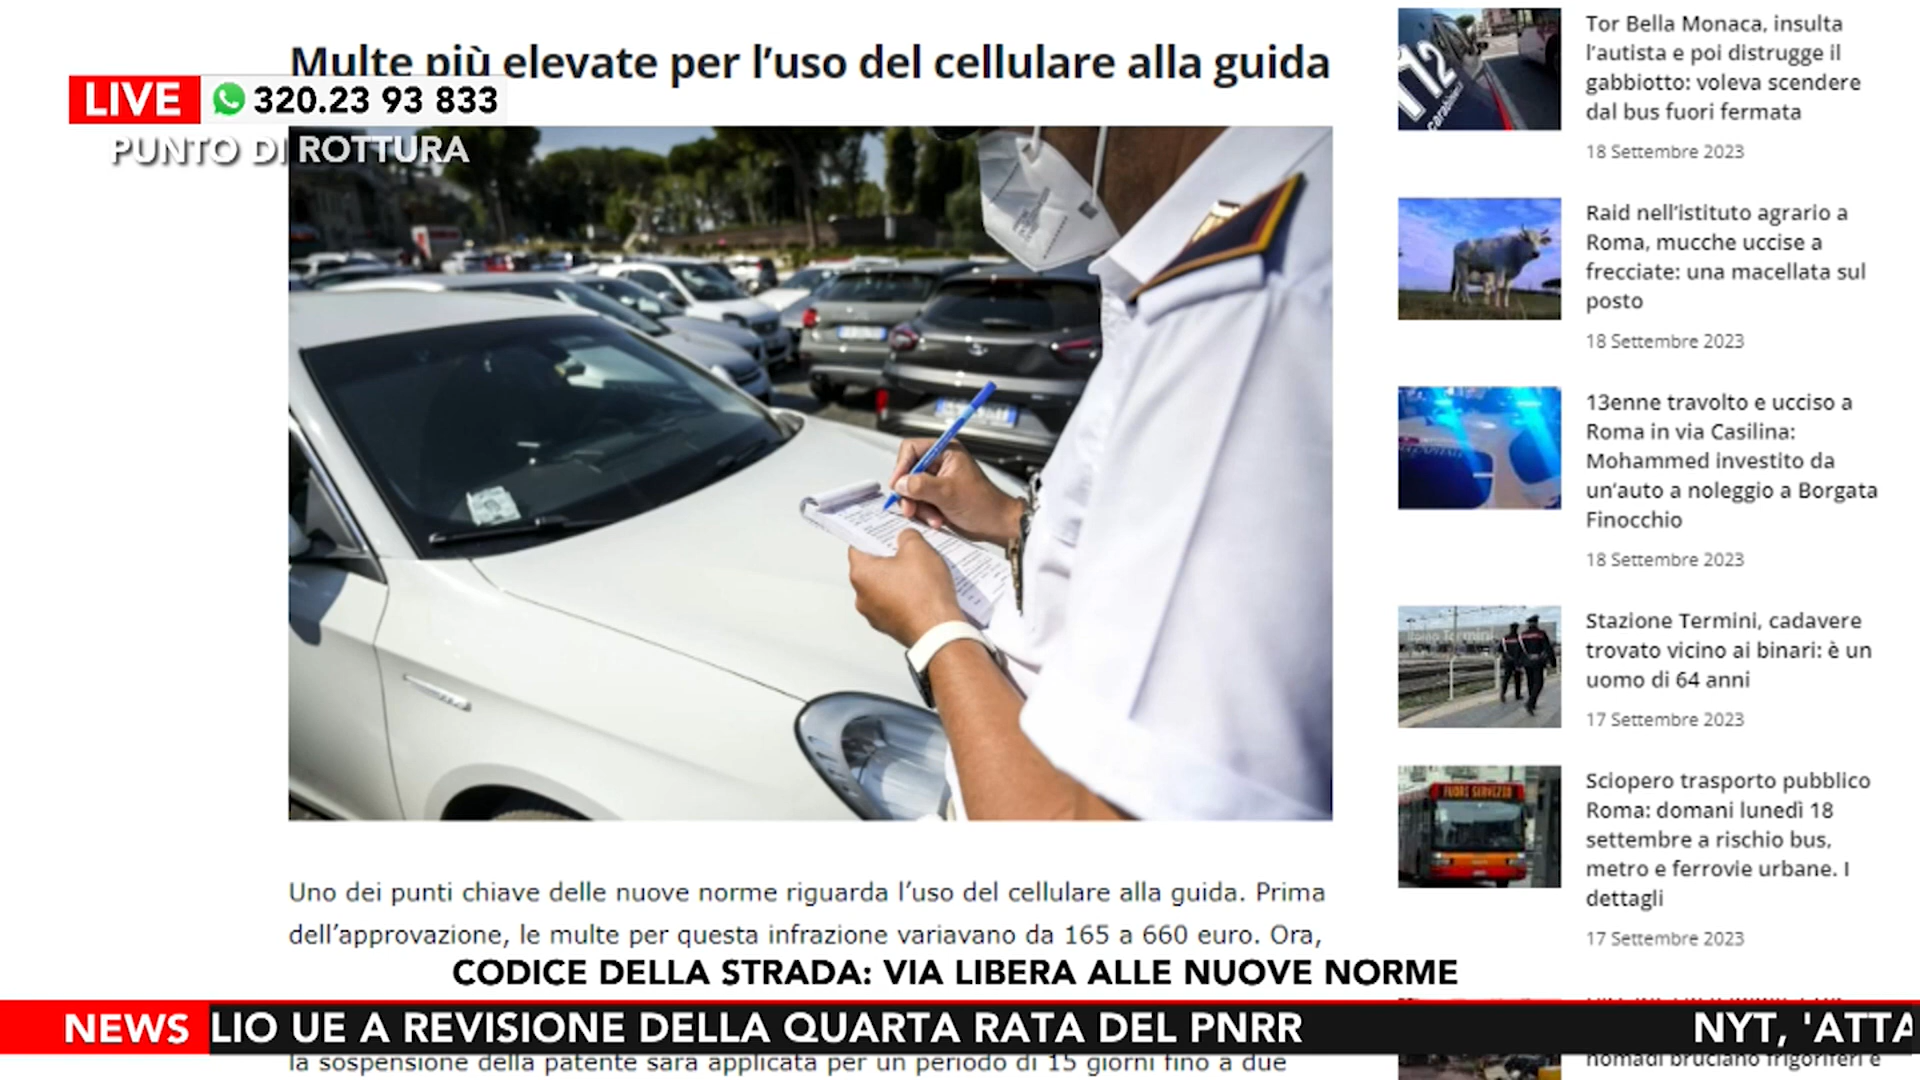 Multe più elevate per l'uso del cellulare alla guida
LIVE 320.23 93 833
PUNTO DI ROTTURA
Uno dei punti chiave delle nuove norme riguarda l'uso del cellulare alla guida. Prima
dell'approvazione, le multe per questa infrazione variavano da 165 a 660 euro. Ora,
CODICE DELLA STRADA: VIA LIBERA ALLE NUOVE NORME
NEWS LIO UE A REVISIONE DELLA QUARTA RATA DEL PNRR NYT, 'ATTA
la sospensione della patente sarà applicata per un periodo di 15 giorni fino a due
Tor Bella Monaca, insulta
l'autista e poi distrugge il
gabbiotto: voleva scendere
dal bus fuori fermata
18 Settembre 2023
Raid nell'istituto agrario a
Roma, mucche uccise a
frecciate: una macellata sul
posto
18 Settembre 2023
13enne travolto e ucciso a
Roma in via Casilina:
Mohammed investito da
un'auto a noleggio a Borgata
Finocchio
18 Settembre 2023
Stazione Termini, cadavere
trovato vicino ai binari: è un
uomo di 64 anni
17 Settembre 2023
Sciopero trasporto pubblico
Roma: domani lunedì 18
settembre a rischio bus,
metro e ferrovie urbane. I
dettagli
17 Settembre 2023
nomadi bruciano frigoriferi e
112
carabinieri
Roma Termini
FUORI SERVIZIO